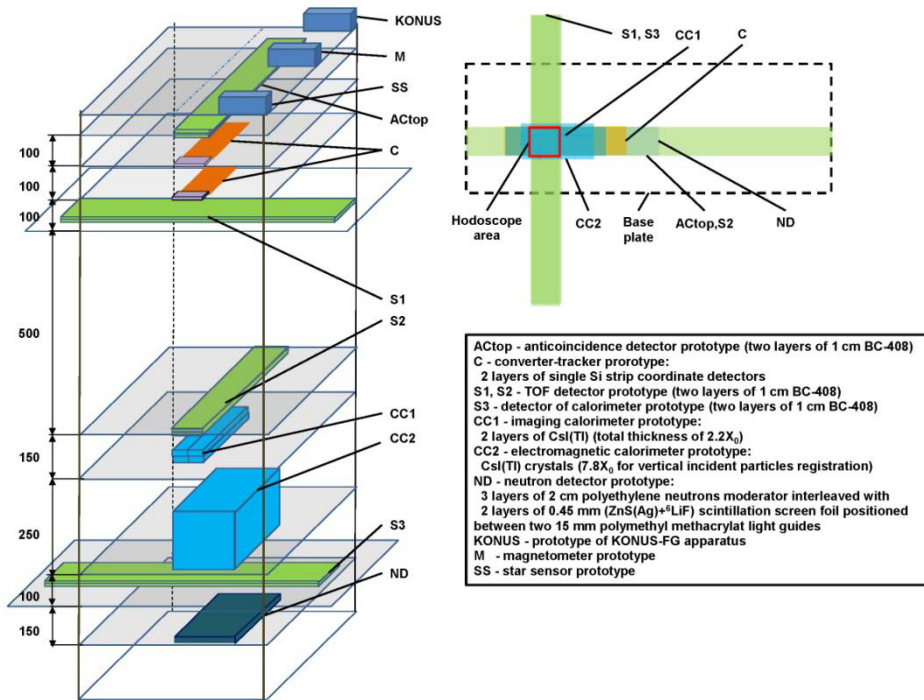 KONUS
M
SS
ACtop
C
100
100
100
S1
S2
500
CC1
CC2
150
S3
250
ND
100
150
S1, S3
CC1
C
Hodoscope
area
CC2
Base
plate
ACtop,S2
ND
ACtop - anticoincidence detector prototype (two layers of 1 cm BC-408)
C - converter-tracker prorotype:
2 layers of single Si strip coordinate detectors
S1, S2 - TOF detector prototype (two layers of 1 cm BC-408)
S3 - detector of calorimeter prototype (two layers of 1 cm BC-408)
CC1 - imaging calorimeter prototype:
2 layers of CsI(Tl) (total thickness of 2.2X₀)
CC2 - electromagnetic calorimeter prototype:
CsI(Tl) crystals (7.8X₀ for vertical incident particles registration)
ND - neutron detector prototype:
3 layers of 2 cm polyethylene neutrons moderator interleaved with
2 layers of 0.45 mm (ZnS(Ag)+⁶LiF) scintillation screen foil positioned
between two 15 mm polymethyl methacrylat light guides
KONUS - prototype of KONUS-FG apparatus
M - magnetometer prototype
SS - star sensor prototype